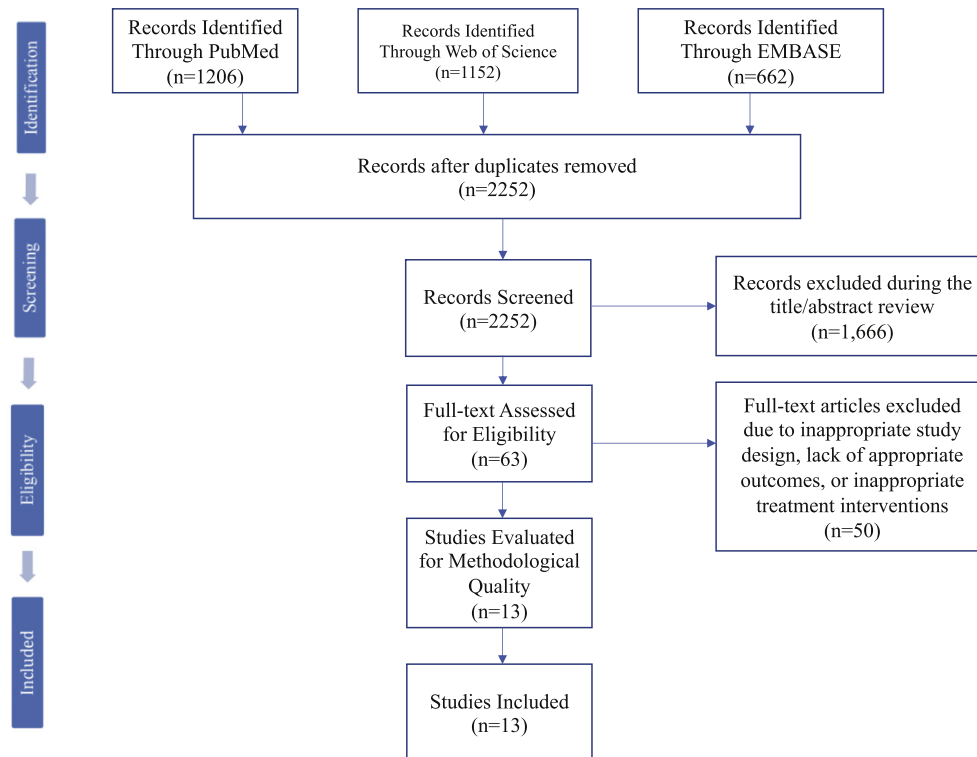 Identification
Records Identified
Through PubMed
(n=1206)
Records Identified
Through Web of Science
(n=1152)
Records Identified
Through EMBASE
(n=662)
Records after duplicates removed
(n=2252)
Screening
Records Screened
(n=2252)
Records excluded during the
title/abstract review
(n=1,666)
Eligibility
Full-text Assessed
for Eligibility
(n=63)
Full-text articles excluded
due to inappropriate study
design, lack of appropriate
outcomes, or inappropriate
treatment interventions
(n=50)
Studies Evaluated
for Methodological
Quality
(n=13)
Included
Studies Included
(n=13)